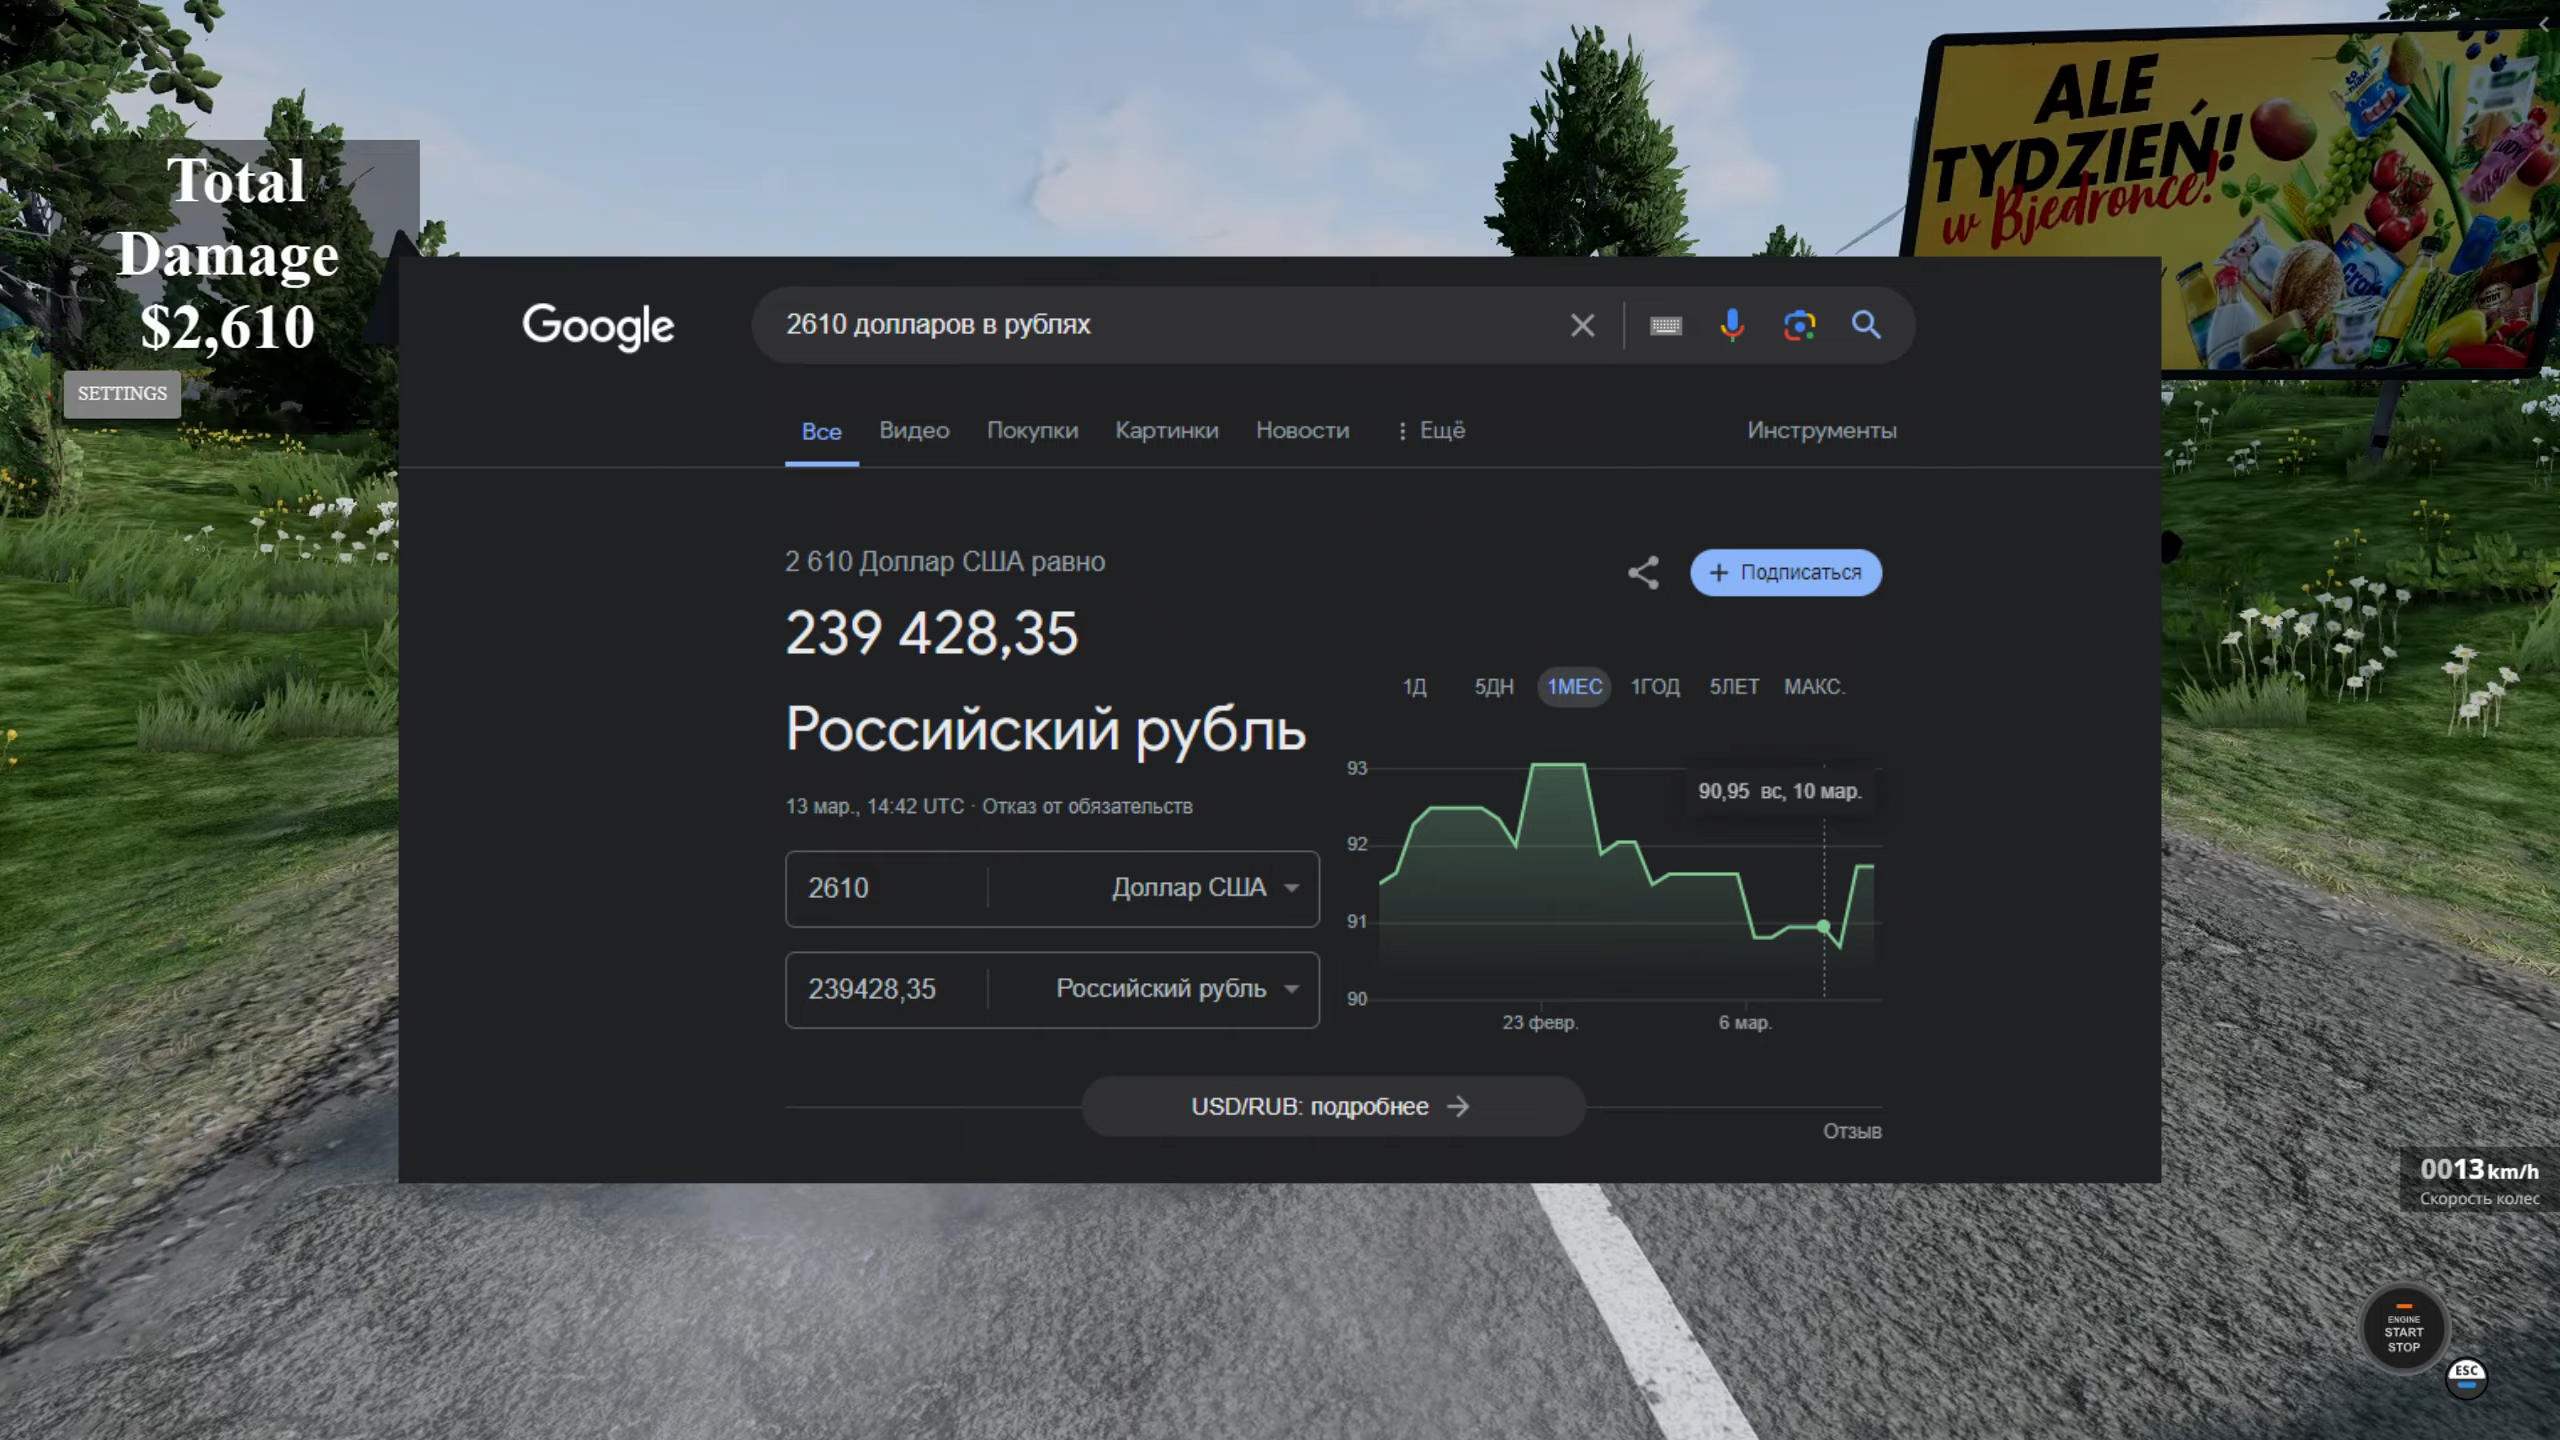 ALE
TYDZIEŃ!
w Bjedronce!
Total
Damage
$2,610
SETTINGS
Google
2610 долларов в рублях
Все Видео Покупки Картинки Новости Ещё Инструменты
2 610 Доллар США равно
Подписаться
239 428,35
Российский рубль
13 мар., 14:42 UTC · Отказ от обязательств
2610 Доллар США
239428,35 Российский рубль
1Д 5ДН 1МЕС 1ГОД 5ЛЕТ МАКС.
90,95 вс, 10 мар.
93
92
91
90
23 февр. 6 мар.
USD/RUB: подробнее
Отзыв
0013 km/h
Скорость колес
ENGINE
START
STOP
ESC